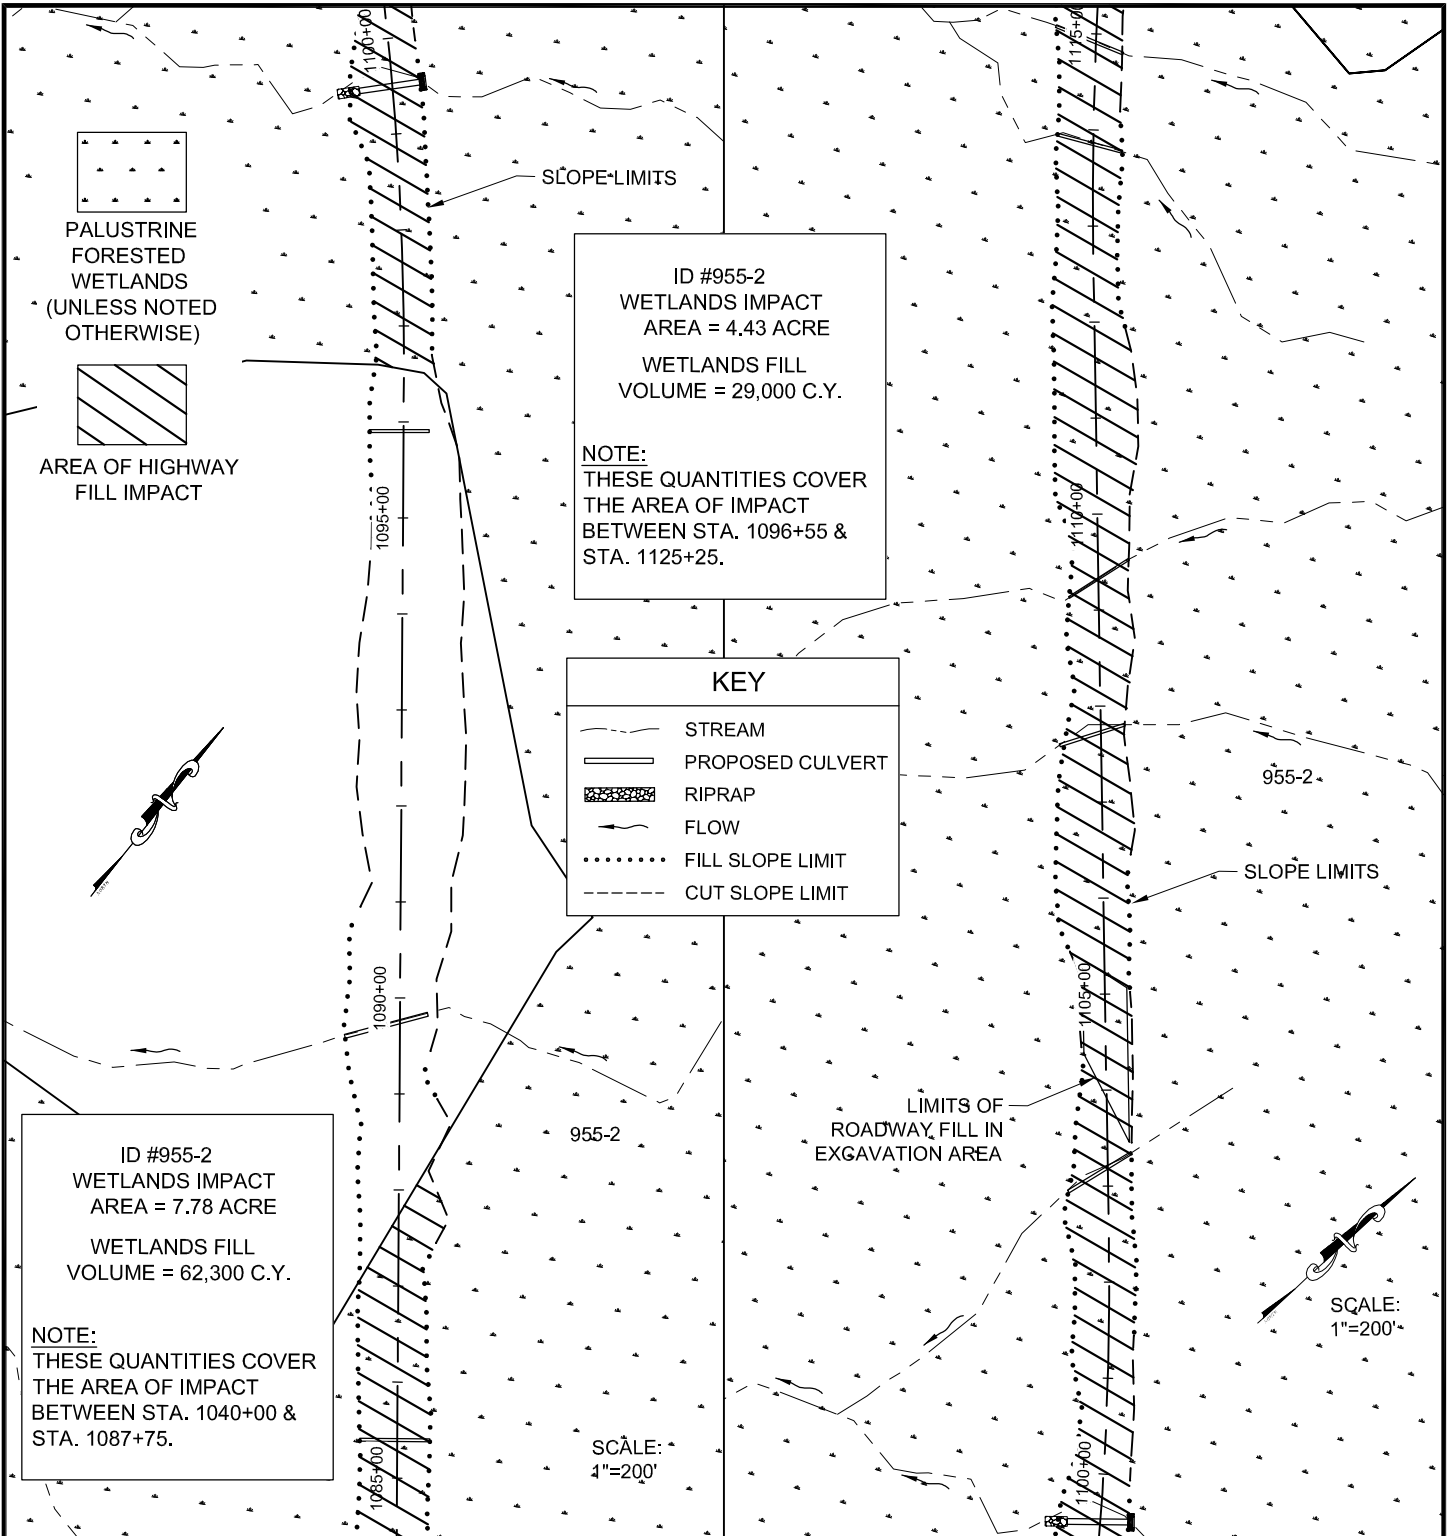 1100+00
SLOPE LIMITS
PALUSTRINE
FORESTED
WETLANDS
(UNLESS NOTED
OTHERWISE)
AREA OF HIGHWAY
FILL IMPACT
1095+00
1090+00
955-2
ID #955-2
WETLANDS IMPACT
AREA = 7.78 ACRE
WETLANDS FILL
VOLUME = 62,300 C.Y.
NOTE:
THESE QUANTITIES COVER
THE AREA OF IMPACT
BETWEEN STA. 1040+00 &
STA. 1087+75.
1085+00
SCALE:
1"=200'
ID #955-2
WETLANDS IMPACT
AREA = 4.43 ACRE
WETLANDS FILL
VOLUME = 29,000 C.Y.
NOTE:
THESE QUANTITIES COVER
THE AREA OF IMPACT
BETWEEN STA. 1096+55 &
STA. 1125+25.
KEY
STREAM
PROPOSED CULVERT
RIPRAP
FLOW
FILL SLOPE LIMIT
CUT SLOPE LIMIT
1115+00
1110+00
955-2
SLOPE LIMITS
1105+00
LIMITS OF
ROADWAY FILL IN
EXCAVATION AREA
SCALE:
1"=200'
1100+00